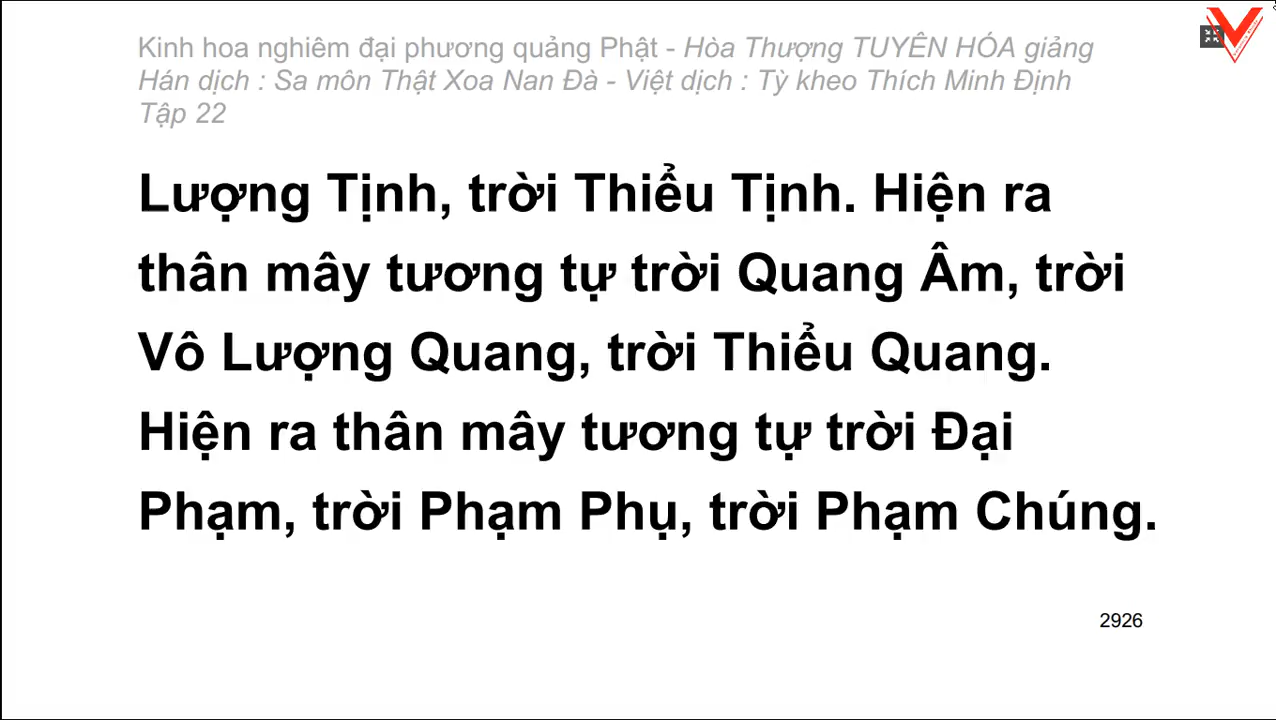 Kinh hoa nghiêm đại phương quảng Phật - Hòa Thượng TUYÊN HÓA giảng
Hán dịch : Sa môn Thật Xoa Nan Đà - Việt dịch : Tỳ kheo Thích Minh Định
Tập 22
Lượng Tịnh, trời Thiểu Tịnh. Hiện ra
thân mây tương tự trời Quang Âm, trời
Vô Lượng Quang, trời Thiểu Quang.
Hiện ra thân mây tương tự trời Đại
Phạm, trời Phạm Phụ, trời Phạm Chúng.
2926